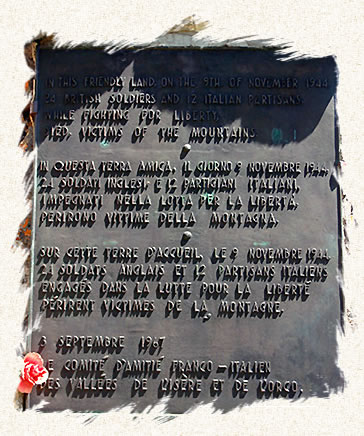 IN THIS FRIENDLY LAND, ON THE 9TH OF NOVEMBER 1944
24 BRITISH SOLDIERS AND 12 ITALIAN PARTISANS
WHILE FIGHTING FOR LIBERTY
DIED, VICTIMS OF THE MOUNTAINS.
IN QUESTA TERRA AMICA, IL GIORNO 9 NOVEMBRE 1944,
24 SOLDATI INGLESI E 12 PARTIGIANI ITALIANI,
IMPEGNATI NELLA LOTTA PER LA LIBERTÀ,
PERIRONO VITTIME DELLA MONTAGNA.
SUR CETTE TERRE D'ACCUEIL, LE 9 NOVEMBRE 1944,
24 SOLDATS ANGLAIS ET 12 PARTISANS ITALIENS
ENGAGÉS DANS LA LUTTE POUR LA LIBERTÉ
PÉRIRENT VICTIMES DE LA MONTAGNE.
3 SEPTEMBRE 1967
LE COMITÉ D'AMITIÉ FRANCO-ITALIEN
DES VALLÉES DE L'ISÈRE ET DE L'ORCO.